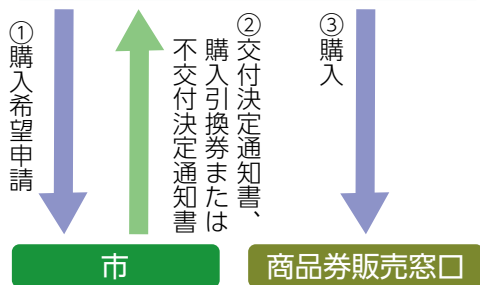 ①購入希望申請
②交付決定通知書、
購入引換券または
不交付決定通知書
③購入
市
商品券販売窓口